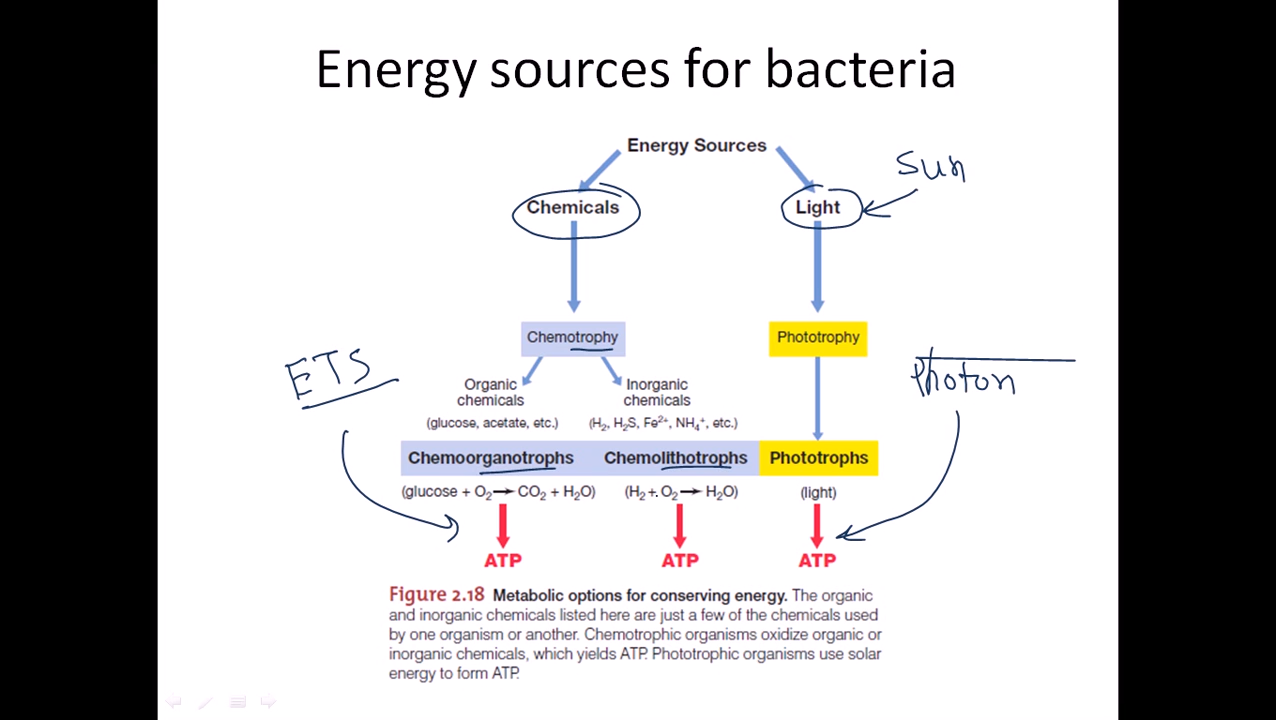 Energy sources for bacteria
Energy Sources
Sun
Chemicals
Light
Chemotrophy
Phototrophy
ETS
Photon
Organic
chemicals
(glucose, acetate, etc.)
Inorganic
chemicals
(H₂, H₂S, Fe²⁺, NH₄⁺, etc.)
Chemoorganotrophs
Chemolithotrophs
Phototrophs
(glucose + O₂→CO₂ + H₂O)
(H₂ + O₂→ H₂O)
(light)
ATP
ATP
ATP
Figure 2.18 Metabolic options for conserving energy. The organic
and inorganic chemicals listed here are just a few of the chemicals used
by one organism or another. Chemotrophic organisms oxidize organic or
inorganic chemicals, which yields ATP. Phototrophic organisms use solar
energy to form ATP.